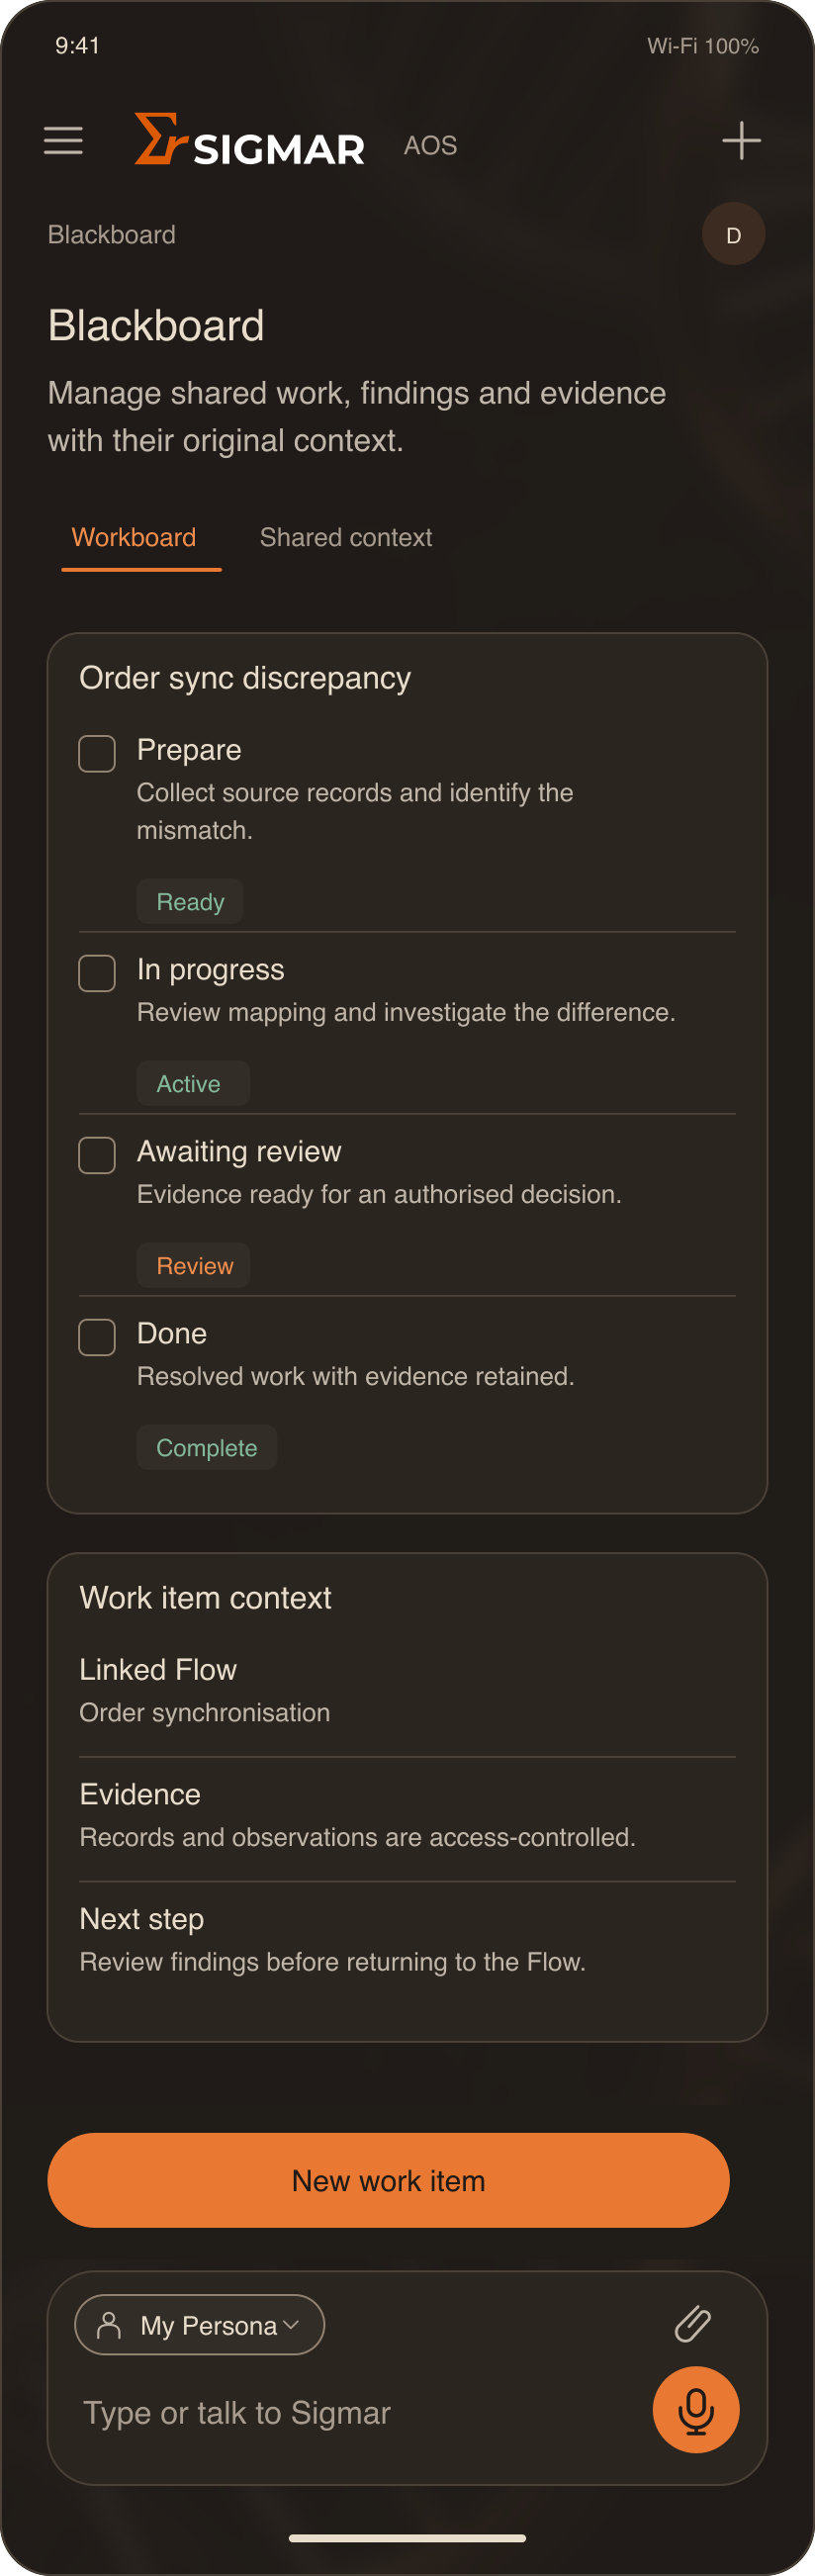 9:41
Wi-Fi 100%
Σr SIGMAR AOS
Blackboard
D
Blackboard
Manage shared work, findings and evidence
with their original context.
Workboard
Shared context
Order sync discrepancy
Prepare
Collect source records and identify the
mismatch.
Ready
In progress
Review mapping and investigate the difference.
Active
Awaiting review
Evidence ready for an authorised decision.
Review
Done
Resolved work with evidence retained.
Complete
Work item context
Linked Flow
Order synchronisation
Evidence
Records and observations are access-controlled.
Next step
Review findings before returning to the Flow.
New work item
My Persona
Type or talk to Sigmar